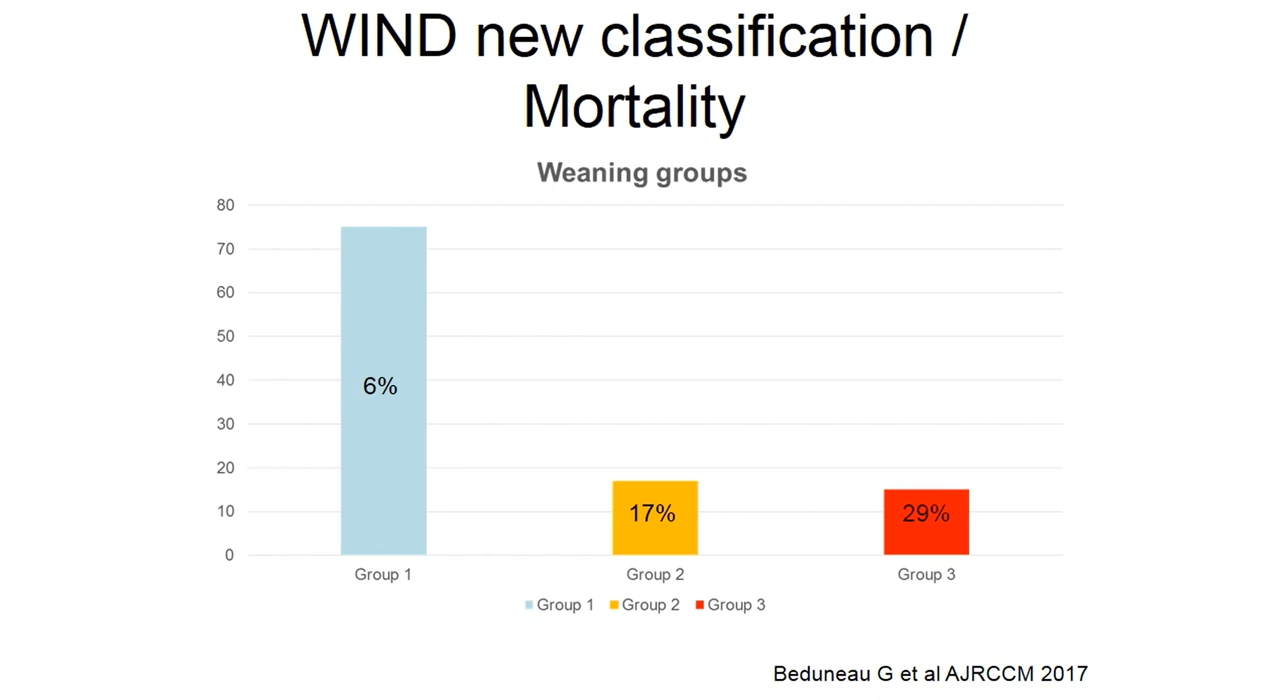 WIND new classification /
Mortality
Weaning groups
80
70
60
50
40
30
20
10
0
6%
17%
29%
Group 1 Group 2 Group 3
Group 1 Group 2 Group 3
Beduneau G et al AJRCCM 2017